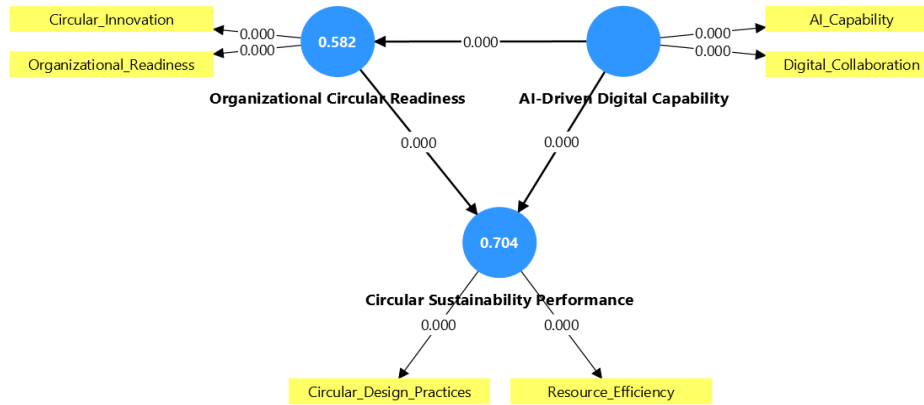 Circular_Innovation
0.000
0.000
Organizational_Readiness
0.582
Organizational Circular Readiness
0.000
AI-Driven Digital Capability
0.000
0.000
AI_Capability
Digital_Collaboration
0.000
0.000
0.704
Circular Sustainability Performance
0.000
0.000
Circular_Design_Practices
Resource_Efficiency